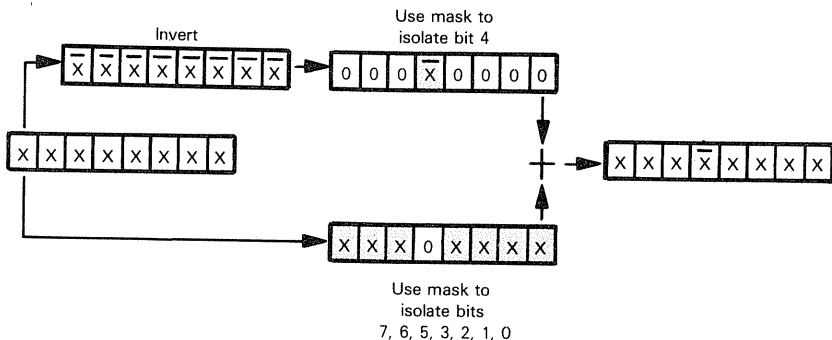 Use mask to
isolate bit 4
Invert
X̅ X̅ X̅ X̅ X̅ X̅ X̅ X̅
0 0 0 X̅ 0 0 0 0
X X X X X X X X
+
X X X X̅ X X X X
X X X 0 X X X X
Use mask to
isolate bits
7, 6, 5, 3, 2, 1, 0